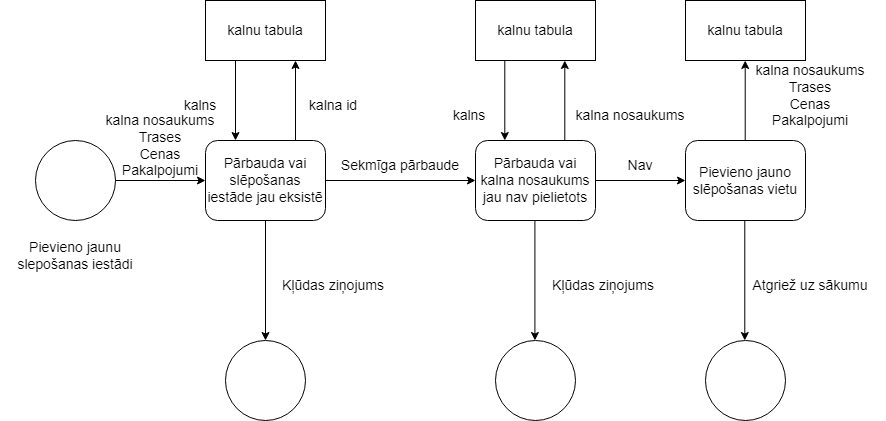 kalnu tabula
kalnu tabula
kalnu tabula
kalns
kalna nosaukums
Trases
Cenas
Pakalpojumi
kalna id
kalns
kalna nosaukums
kalna nosaukums
Trases
Cenas
Pakalpojumi
Pārbauda vai
slēpošanas
iestāde jau eksistē
Sekmīga pārbaude
Pārbauda vai
kalna nosaukums
jau nav pielietots
Nav
Pievieno jauno
slēpošanas vietu
Pievieno jaunu
slepošanas iestādi
Kļūdas ziņojums
Kļūdas ziņojums
Atgriež uz sākumu